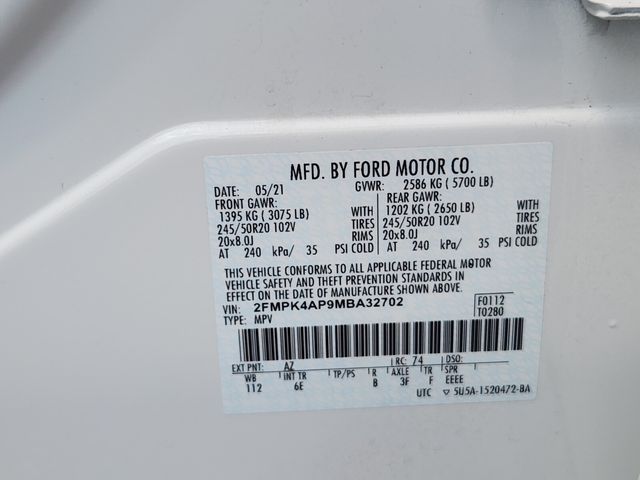 MFD. BY FORD MOTOR CO.
DATE: 05/21 GVWR: 2586 KG ( 5700 LB)
FRONT GAWR: REAR GAWR:
1395 KG ( 3075 LB) WITH 1202 KG ( 2650 LB) WITH
245/50R20 102V TIRES 245/50R20 102V TIRES
20x8.0J RIMS 20x8.0J RIMS
AT 240 kPa/ 35 PSI COLD AT 240 kPa/ 35 PSI COLD
THIS VEHICLE CONFORMS TO ALL APPLICABLE FEDERAL MOTOR
VEHICLE SAFETY AND THEFT PREVENTION STANDARDS IN
EFFECT ON THE DATE OF MANUFACTURE SHOWN ABOVE.
VIN: 2FMPK4AP9MBA32702 F0112
TYPE: MPV T0280
EXT PNT: AZ RC: 74 DSO:
WB INT TR TP/PS R AXLE TR SPR
112 6E B 3F F EEEE
UTC ▽ 5U5A-1520472-BA